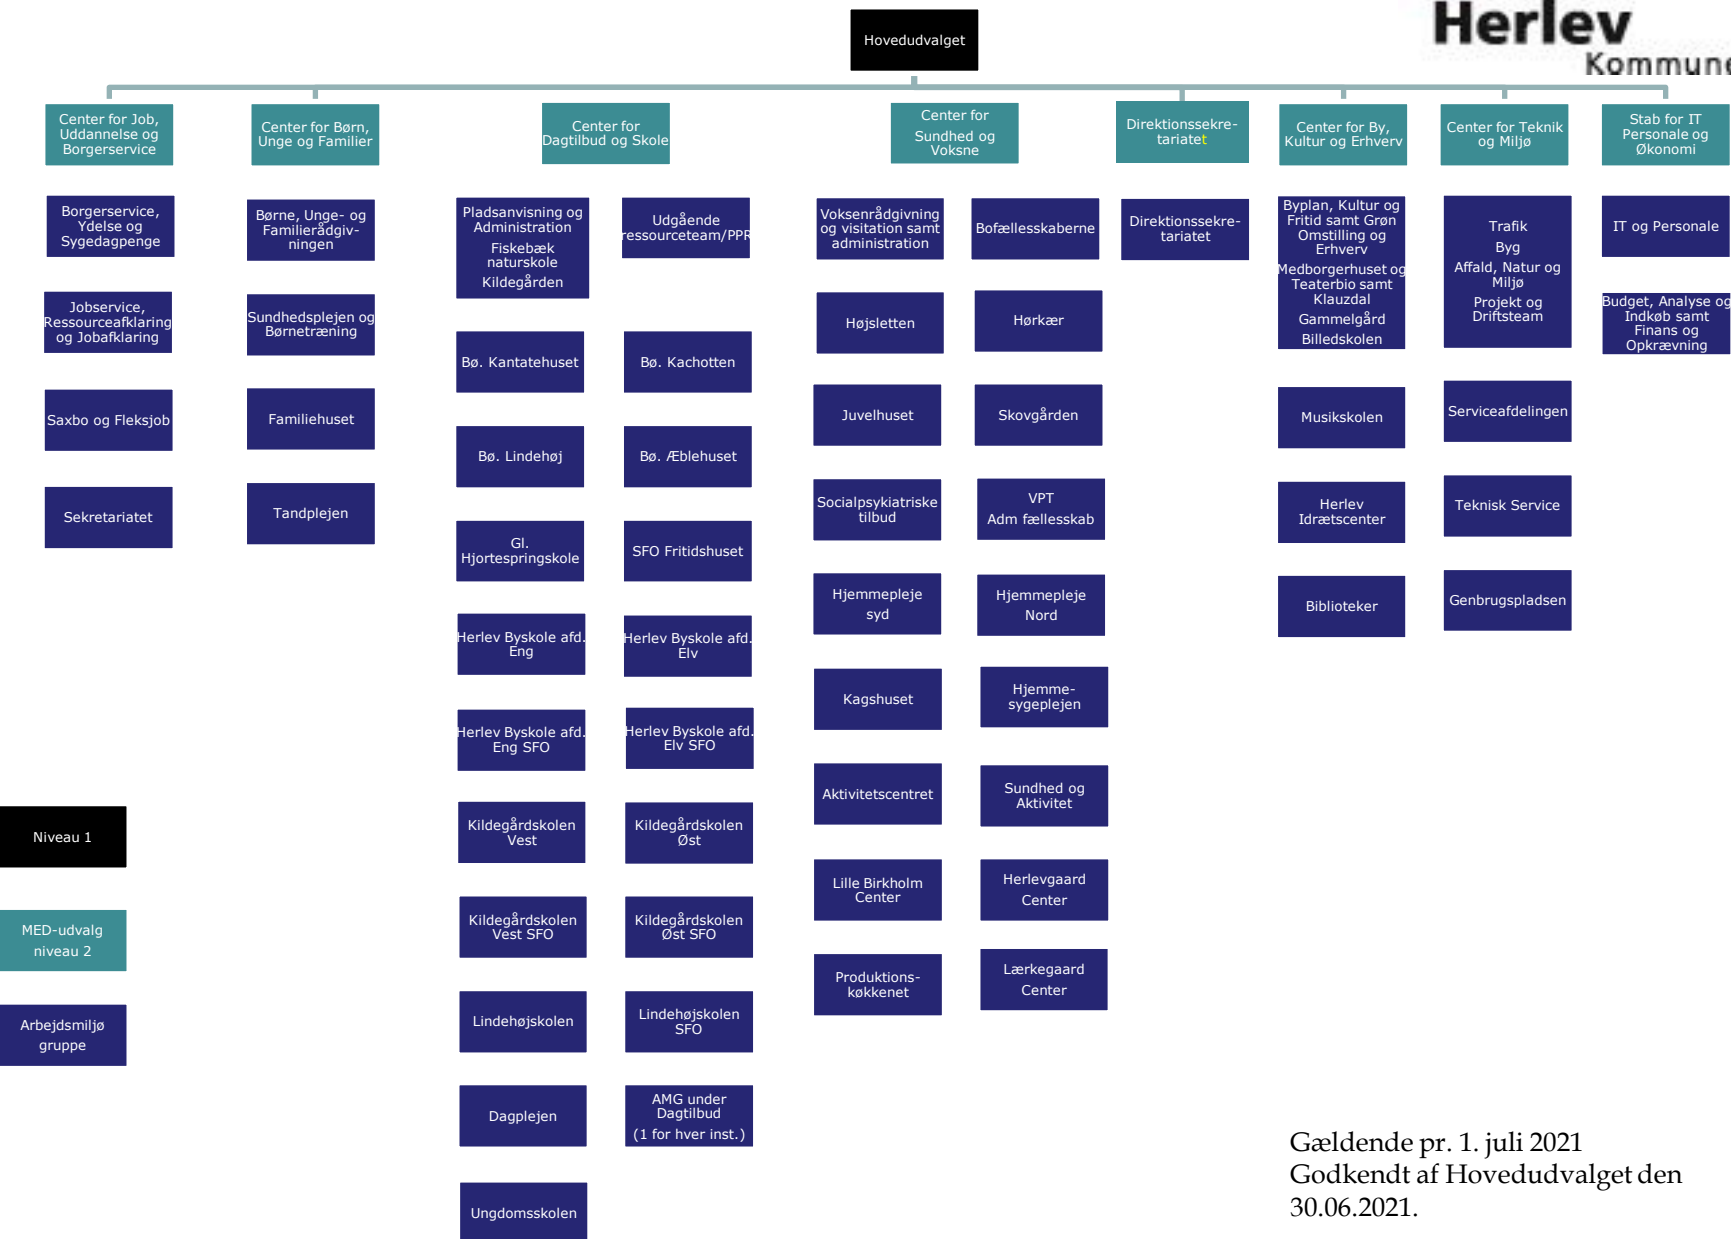 Herlev
Kommune
Hovedudvalget
Center for Job,
Uddannelse og
Borgerservice
Center for Børn,
Unge og Familier
Center for
Dagtilbud og Skole
Center for
Sundhed og
Voksne
Direktionssekre-
tariatet
Center for By,
Kultur og Erhverv
Center for Teknik
og Miljø
Stab for IT
Personale og
Økonomi
Borgerservice,
Ydelse og
Sygedagpenge
Jobservice,
Ressourceafklaring
og Jobafklaring
Saxbo og Fleksjob
Sekretariatet
Børne, Unge- og
Familierådgiv-
ningen
Sundhedsplejen og
Børnetræning
Familiehuset
Tandplejen
Pladsanvisning og
Administration
Fiskebæk
naturskole
Kildegården
Udgående
ressourceteam/PPR
Bø. Kantatehuset
Bø. Kachotten
Bø. Lindehøj
Bø. Æblehuset
Gl.
Hjortespringskole
SFO Fritidshuset
Herlev Byskole afd.
Eng
Herlev Byskole afd.
Elv
Herlev Byskole afd.
Eng SFO
Herlev Byskole afd.
Elv SFO
Kildegårdskolen
Vest
Kildegårdskolen
Øst
Kildegårdskolen
Vest SFO
Kildegårdskolen
Øst SFO
Lindehøjskolen
Lindehøjskolen
SFO
Dagplejen
AMG under
Dagtilbud
(1 for hver inst.)
Ungdomsskolen
Voksenrådgivning
og visitation samt
administration
Bofællesskaberne
Højsletten
Hørkær
Juvelhuset
Skovgården
Socialpsykiatriske
tilbud
VPT
Adm fællesskab
Hjemmepleje
syd
Hjemmepleje
Nord
Kagshuset
Hjemme-
sygeplejen
Aktivitetscentret
Sundhed og
Aktivitet
Lille Birkholm
Center
Herlevgaard
Center
Produktions-
køkkenet
Lærkegaard
Center
Direktionssekre-
tariatet
Byplan, Kultur og
Fritid samt Grøn
Omstilling og
Erhverv
Medborgerhuset og
Teaterbio samt
Klauzdal
Gammelgård
Billedskolen
Musikskolen
Herlev
Idrætscenter
Biblioteker
Trafik
Byg
Affald, Natur og
Miljø
Projekt og
Driftsteam
Serviceafdelingen
Teknisk Service
Genbrugspladsen
IT og Personale
Budget, Analyse og
Indkøb samt
Finans og
Opkrævning
Niveau 1
MED-udvalg
niveau 2
Arbejdsmiljø
gruppe
Gældende pr. 1. juli 2021
Godkendt af Hovedudvalget den
30.06.2021.